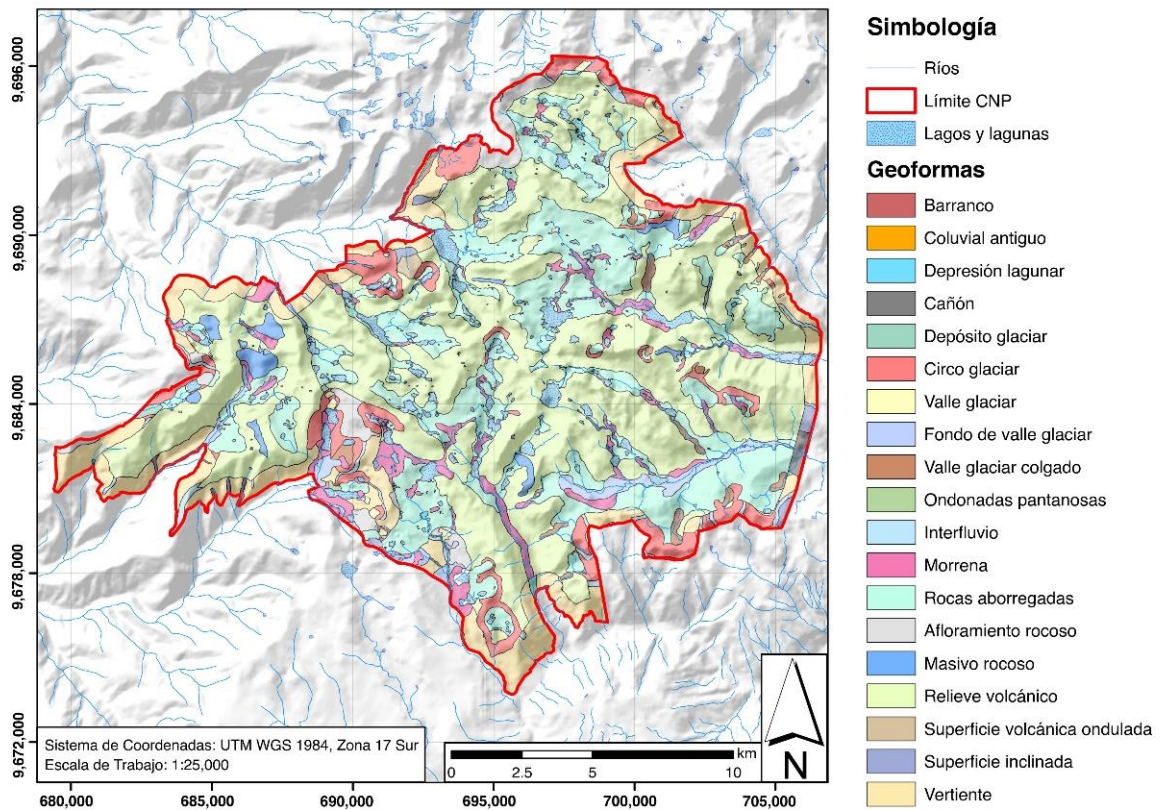 9,696,000
9,690,000
9,684,000
9,678,000
9,672,000
680,000
685,000
690,000
695,000
700,000
705,000
Sistema de Coordenadas: UTM WGS 1984, Zona 17 Sur
Escala de Trabajo: 1:25,000
km
0
2.5
5
10
N
Simbología
Ríos
Límite CNP
Lagos y lagunas
Geoformas
Barranco
Coluvial antiguo
Depresión lagunar
Cañón
Depósito glaciar
Circo glaciar
Valle glaciar
Fondo de valle glaciar
Valle glaciar colgado
Ondonadas pantanosas
Interfluvio
Morrena
Rocas aborregadas
Afloramiento rocoso
Masivo rocoso
Relieve volcánico
Superficie volcánica ondulada
Superficie inclinada
Vertiente